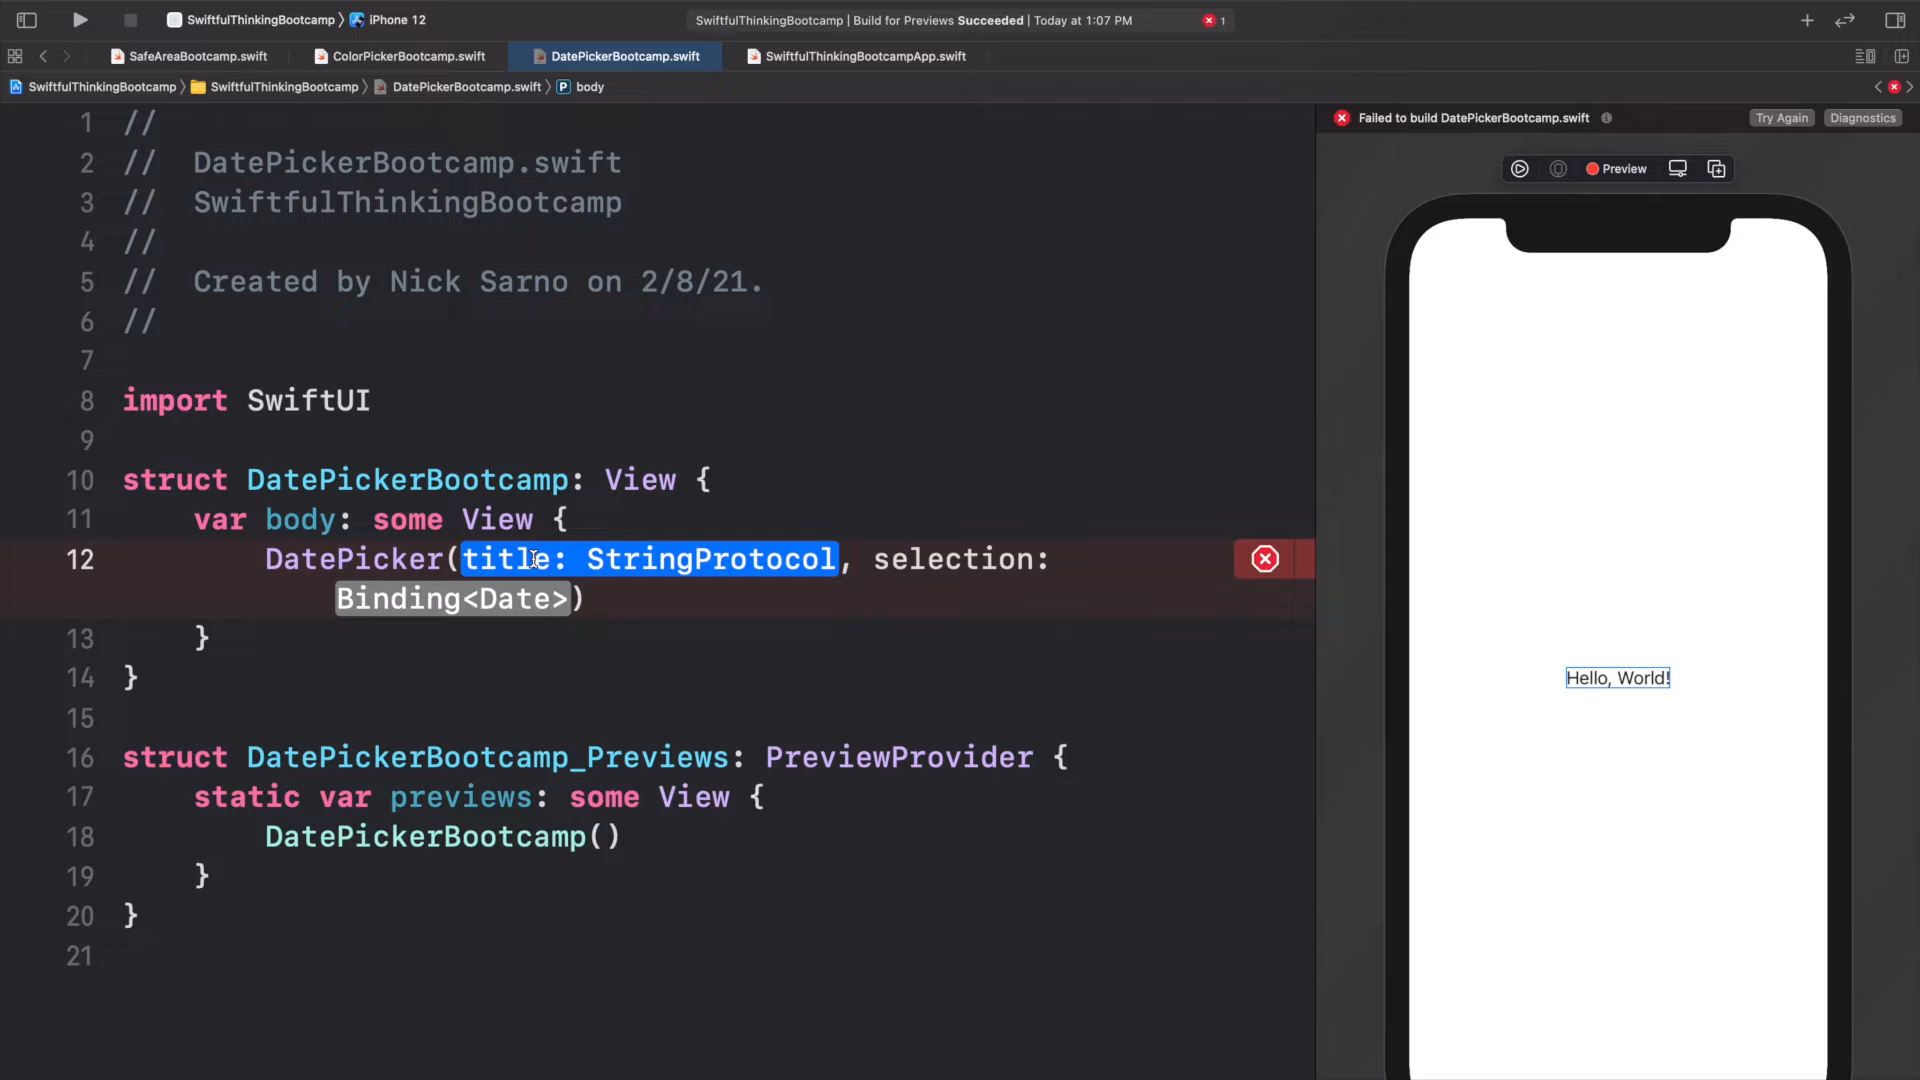 SwiftfulThinkingBootcamp 〉 iPhone 12
SwiftfulThinkingBootcamp | Build for Previews Succeeded | Today at 1:07 PM
1
SafeAreaBootcamp.swift
ColorPickerBootcamp.swift
DatePickerBootcamp.swift
SwiftfulThinkingBootcampApp.swift
SwiftfulThinkingBootcamp 〉 SwiftfulThinkingBootcamp 〉 DatePickerBootcamp.swift 〉 P body
1 //
2 //  DatePickerBootcamp.swift
3 //  SwiftfulThinkingBootcamp
4 //
5 //  Created by Nick Sarno on 2/8/21.
6 //
7
8 import SwiftUI
9
10 struct DatePickerBootcamp: View {
11     var body: some View {
12         DatePicker(title: StringProtocol, selection:
Binding<Date>)
13     }
14 }
15
16 struct DatePickerBootcamp_Previews: PreviewProvider {
17     static var previews: some View {
18         DatePickerBootcamp()
19     }
20 }
21
Failed to build DatePickerBootcamp.swift
Try Again
Diagnostics
Preview
Hello, World!